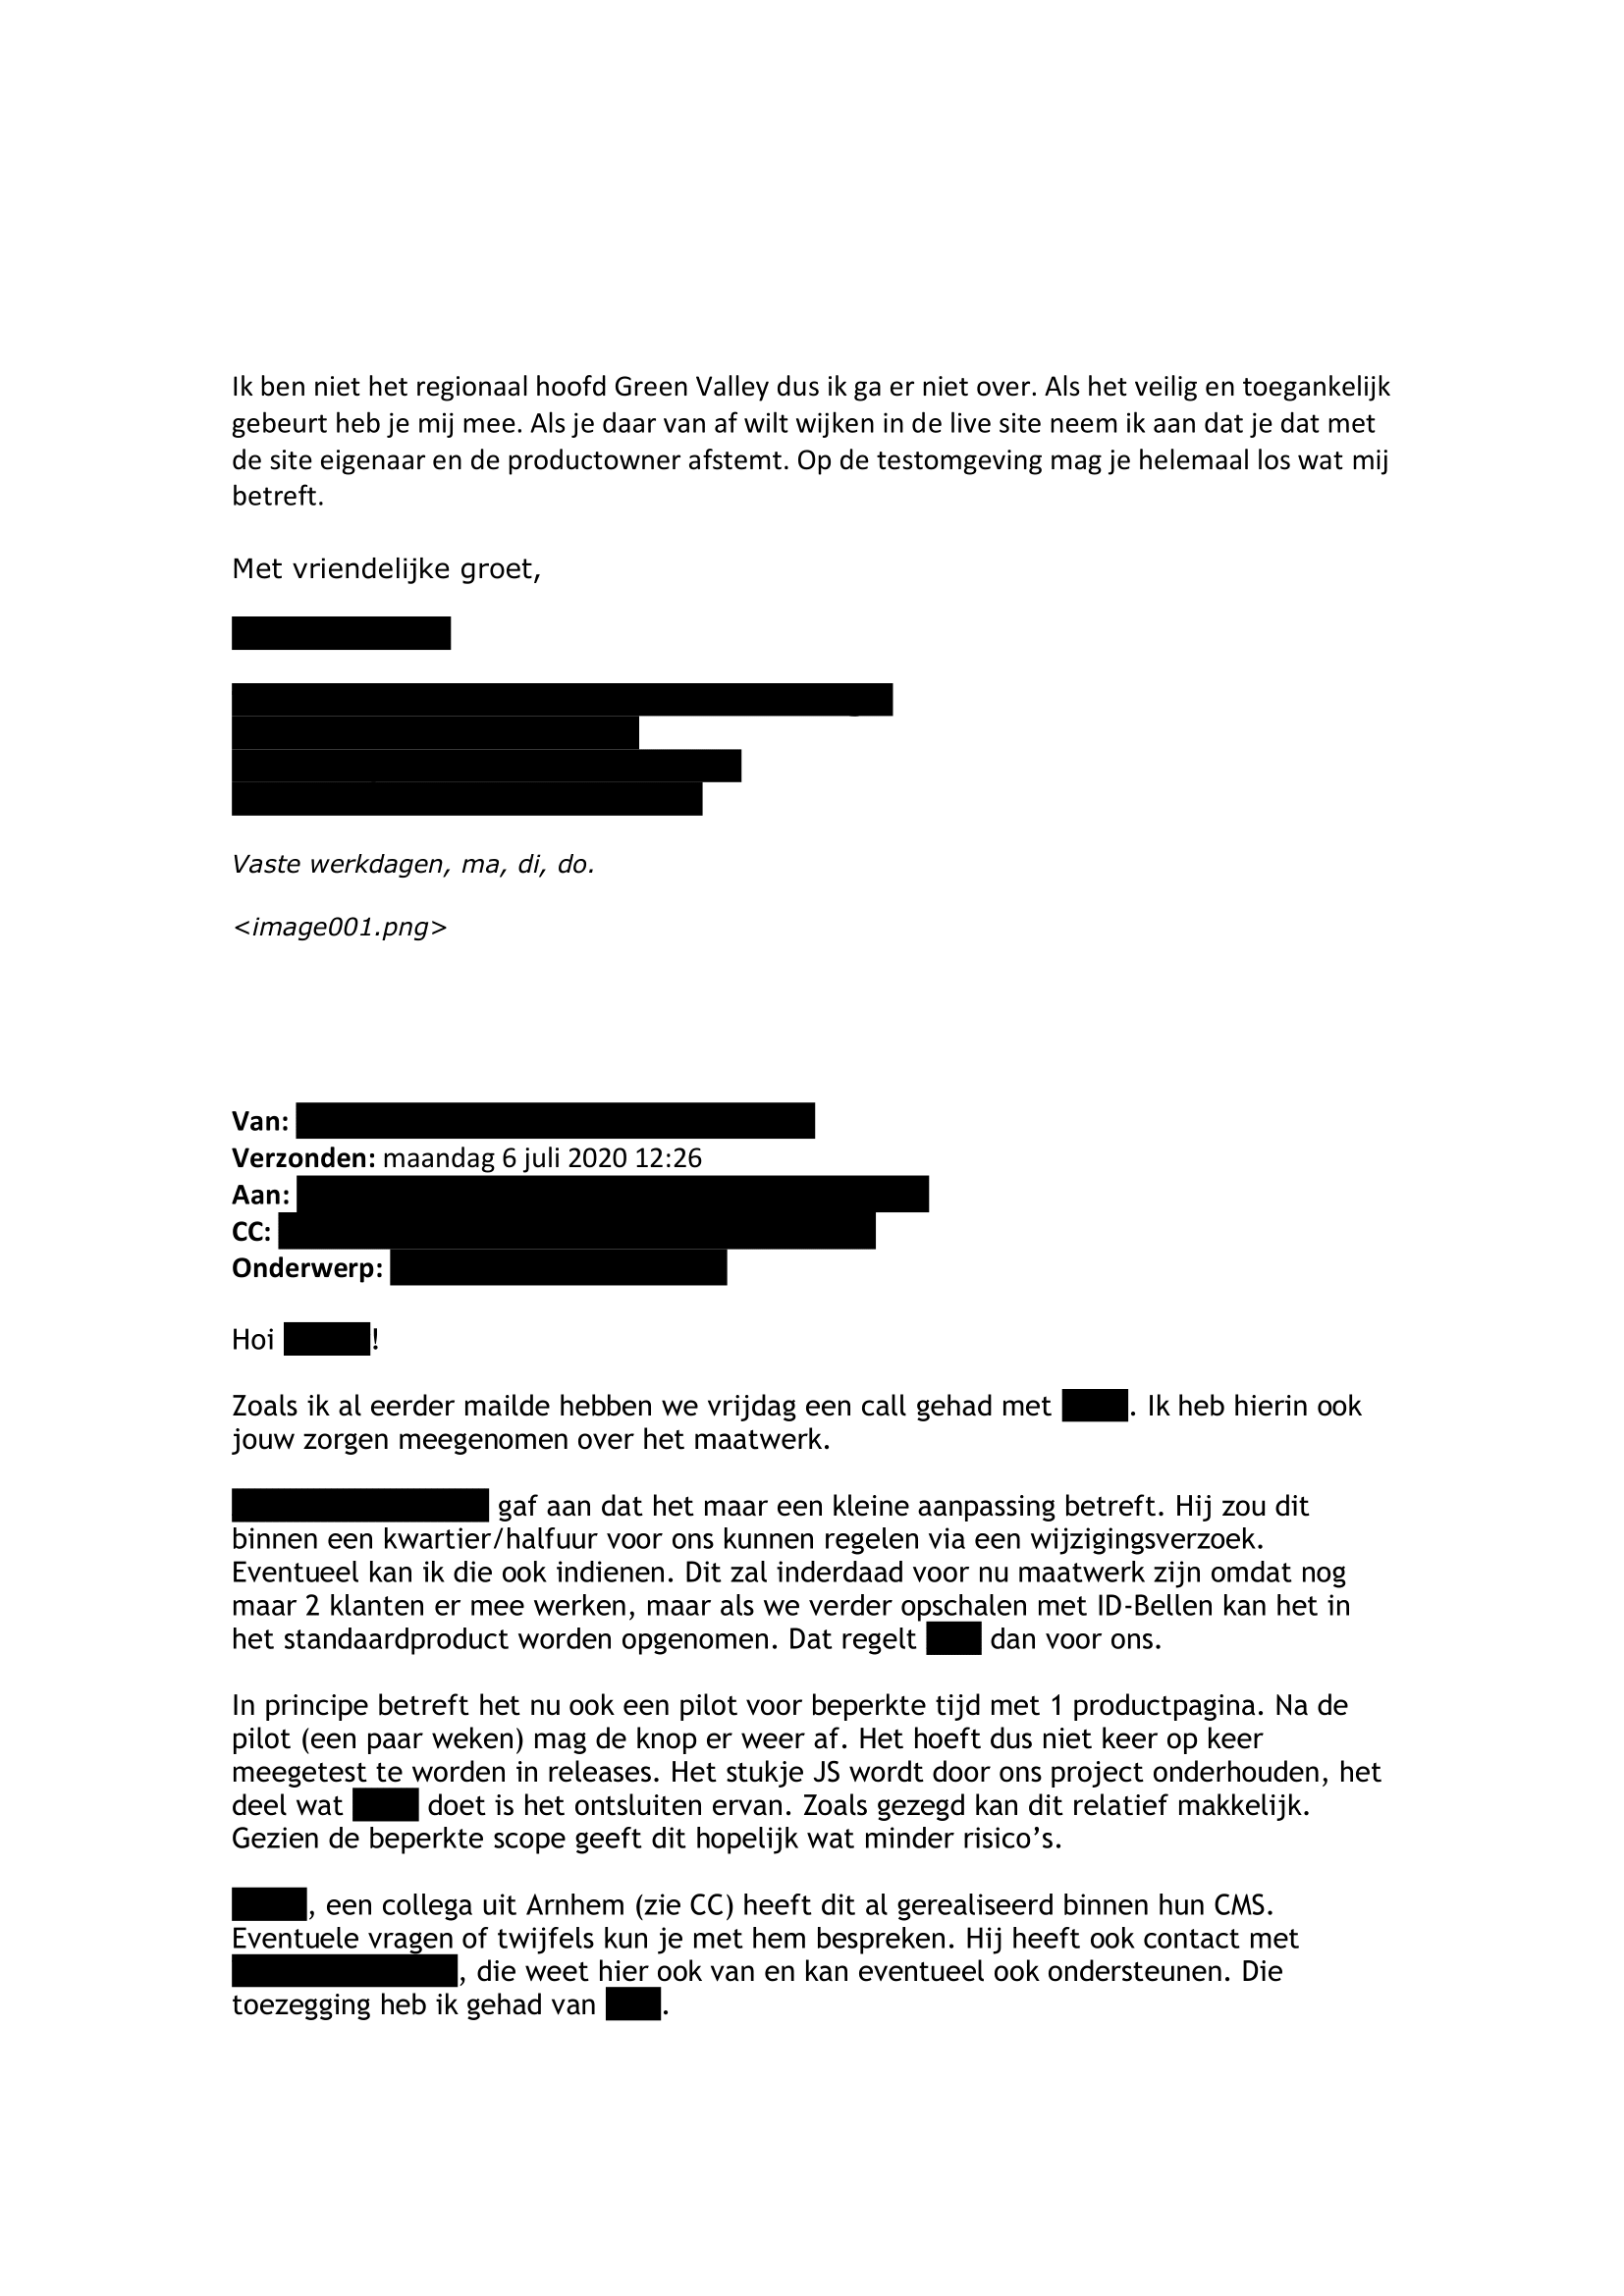 Ik ben niet het regionaal hoofd Green Valley dus ik ga er niet over. Als het veilig en toegankelijk
gebeurt heb je mij mee. Als je daar van af wilt wijken in de live site neem ik aan dat je dat met
de site eigenaar en de productowner afstemt. Op de testomgeving mag je helemaal los wat mij
betreft.
Met vriendelijke groet,
Vaste werkdagen, ma, di, do.
<image001.png>
Van:
Verzonden: maandag 6 juli 2020 12:26
Aan:
CC:
Onderwerp:
Hoi !
Zoals ik al eerder mailde hebben we vrijdag een call gehad met . Ik heb hierin ook
jouw zorgen meegenomen over het maatwerk.
gaf aan dat het maar een kleine aanpassing betreft. Hij zou dit
binnen een kwartier/halfuur voor ons kunnen regelen via een wijzigingsverzoek.
Eventueel kan ik die ook indienen. Dit zal inderdaad voor nu maatwerk zijn omdat nog
maar 2 klanten er mee werken, maar als we verder opschalen met ID-Bellen kan het in
het standaardproduct worden opgenomen. Dat regelt dan voor ons.
In principe betreft het nu ook een pilot voor beperkte tijd met 1 productpagina. Na de
pilot (een paar weken) mag de knop er weer af. Het hoeft dus niet keer op keer
meegetest te worden in releases. Het stukje JS wordt door ons project onderhouden, het
deel wat doet is het ontsluiten ervan. Zoals gezegd kan dit relatief makkelijk.
Gezien de beperkte scope geeft dit hopelijk wat minder risico’s.
, een collega uit Arnhem (zie CC) heeft dit al gerealiseerd binnen hun CMS.
Eventuele vragen of twijfels kun je met hem bespreken. Hij heeft ook contact met
, die weet hier ook van en kan eventueel ook ondersteunen. Die
toezegging heb ik gehad van .